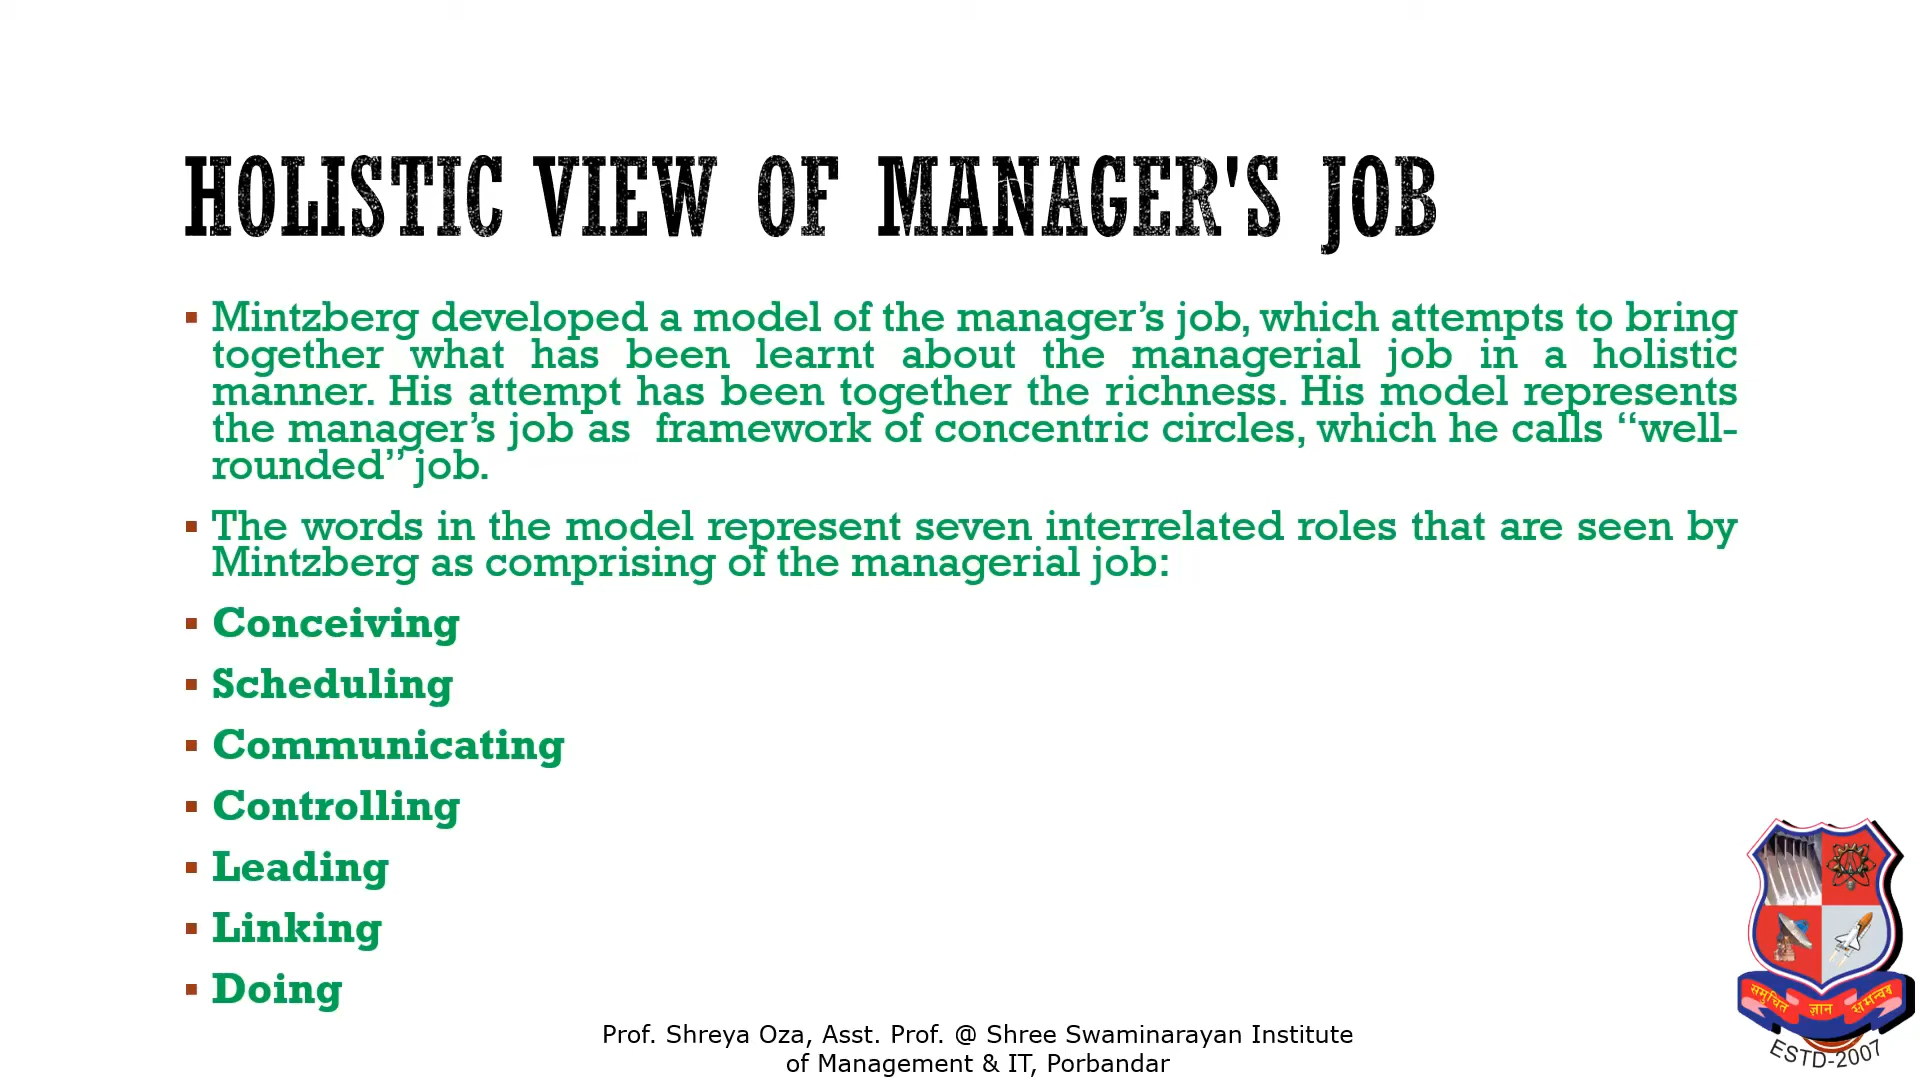 HOLISTIC VIEW OF MANAGER'S JOB
▪ Mintzberg developed a model of the manager’s job, which attempts to bring
together what has been learnt about the managerial job in a holistic
manner. His attempt has been together the richness. His model represents
the manager’s job as framework of concentric circles, which he calls “well-
rounded” job.
▪ The words in the model represent seven interrelated roles that are seen by
Mintzberg as comprising of the managerial job:
▪ Conceiving
▪ Scheduling
▪ Communicating
▪ Controlling
▪ Leading
▪ Linking
▪ Doing
समुचित ज्ञान समन्वय
ESTD-2007
Prof. Shreya Oza, Asst. Prof. @ Shree Swaminarayan Institute
of Management & IT, Porbandar